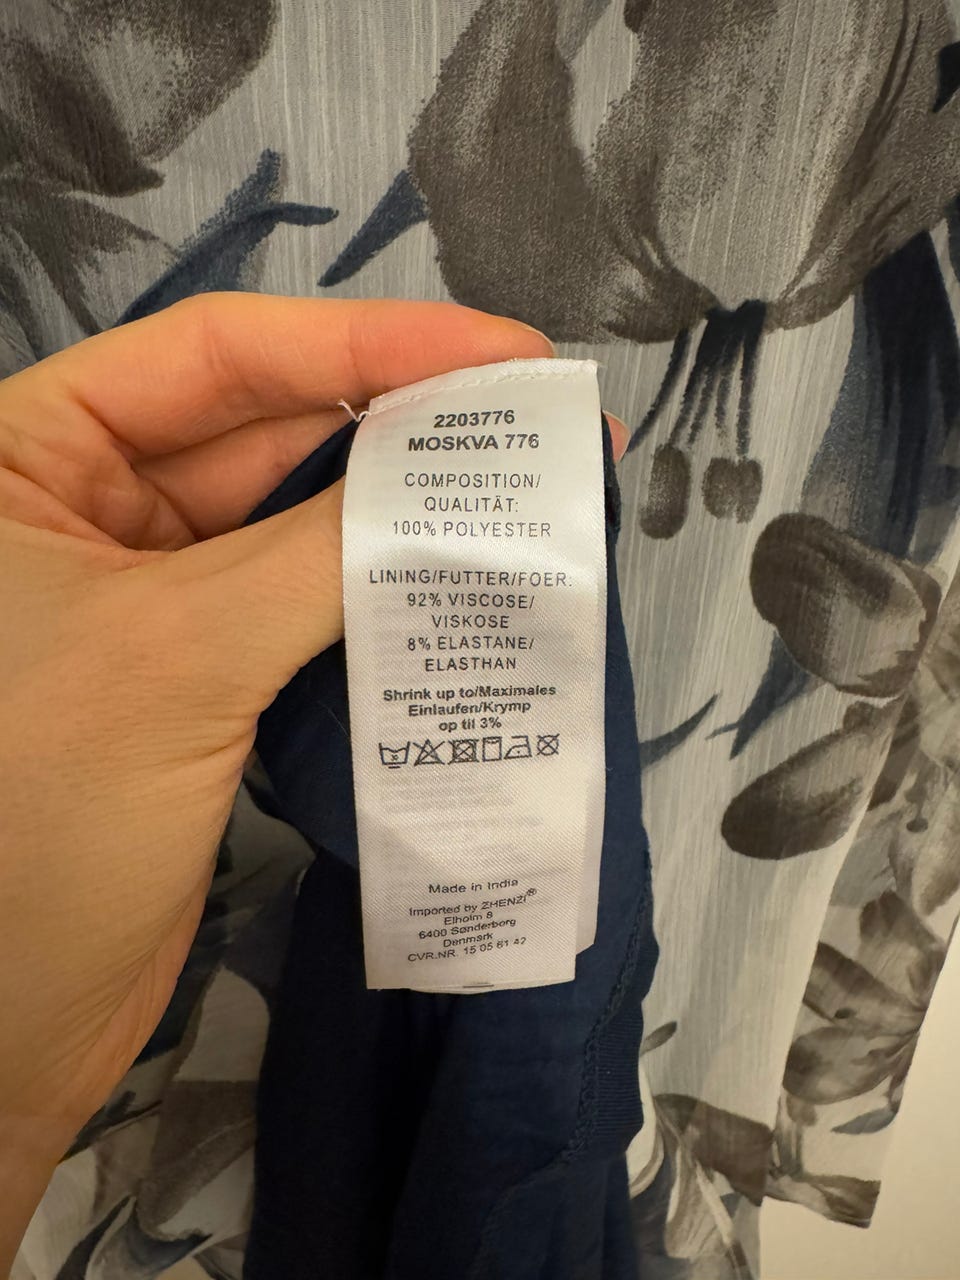 2203776
MOSKVA 776
COMPOSITION/
QUALITÄT:
100% POLYESTER
LINING/FUTTER/FOER:
92% VISCOSE/
VISKOSE
8% ELASTANE/
ELASTHAN
Shrink up to/Maximales
Einlaufen/Krymp
op til 3%
Made in India
Imported by ZHENZI®
Elholm 8
6400 Sønderborg
Denmark
CVR.NR. 15 05 61 42